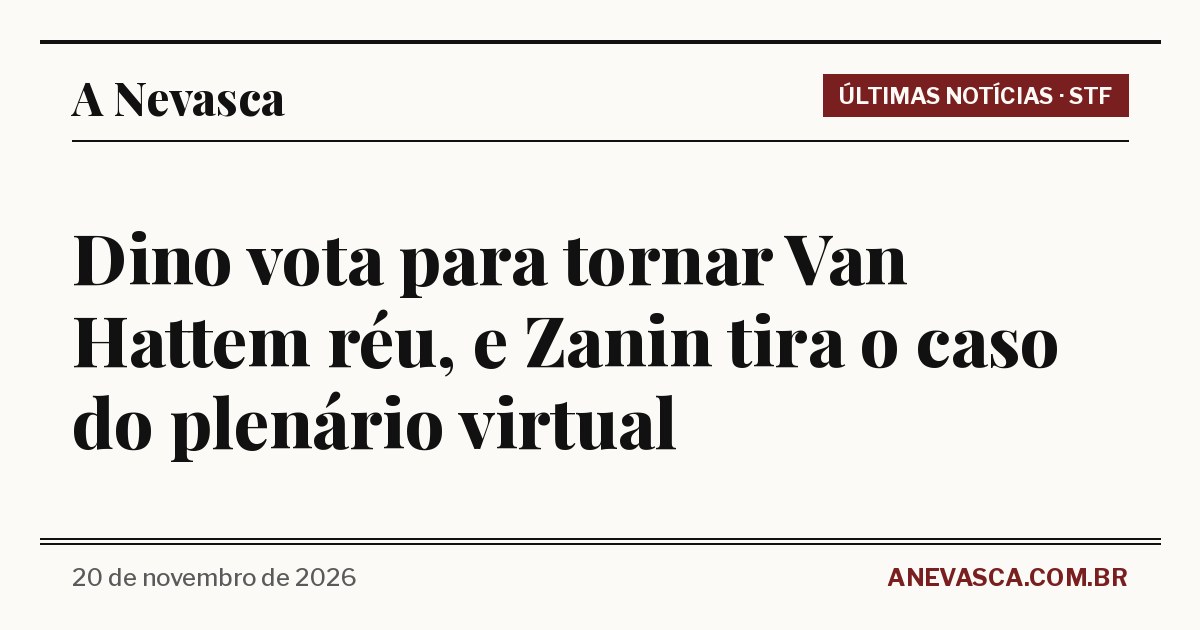 A Nevasca
ÚLTIMAS NOTÍCIAS · STF
Dino vota para tornar Van
Hattem réu, e Zanin tira o caso
do plenário virtual
20 de novembro de 2026
ANEVASCA.COM.BR